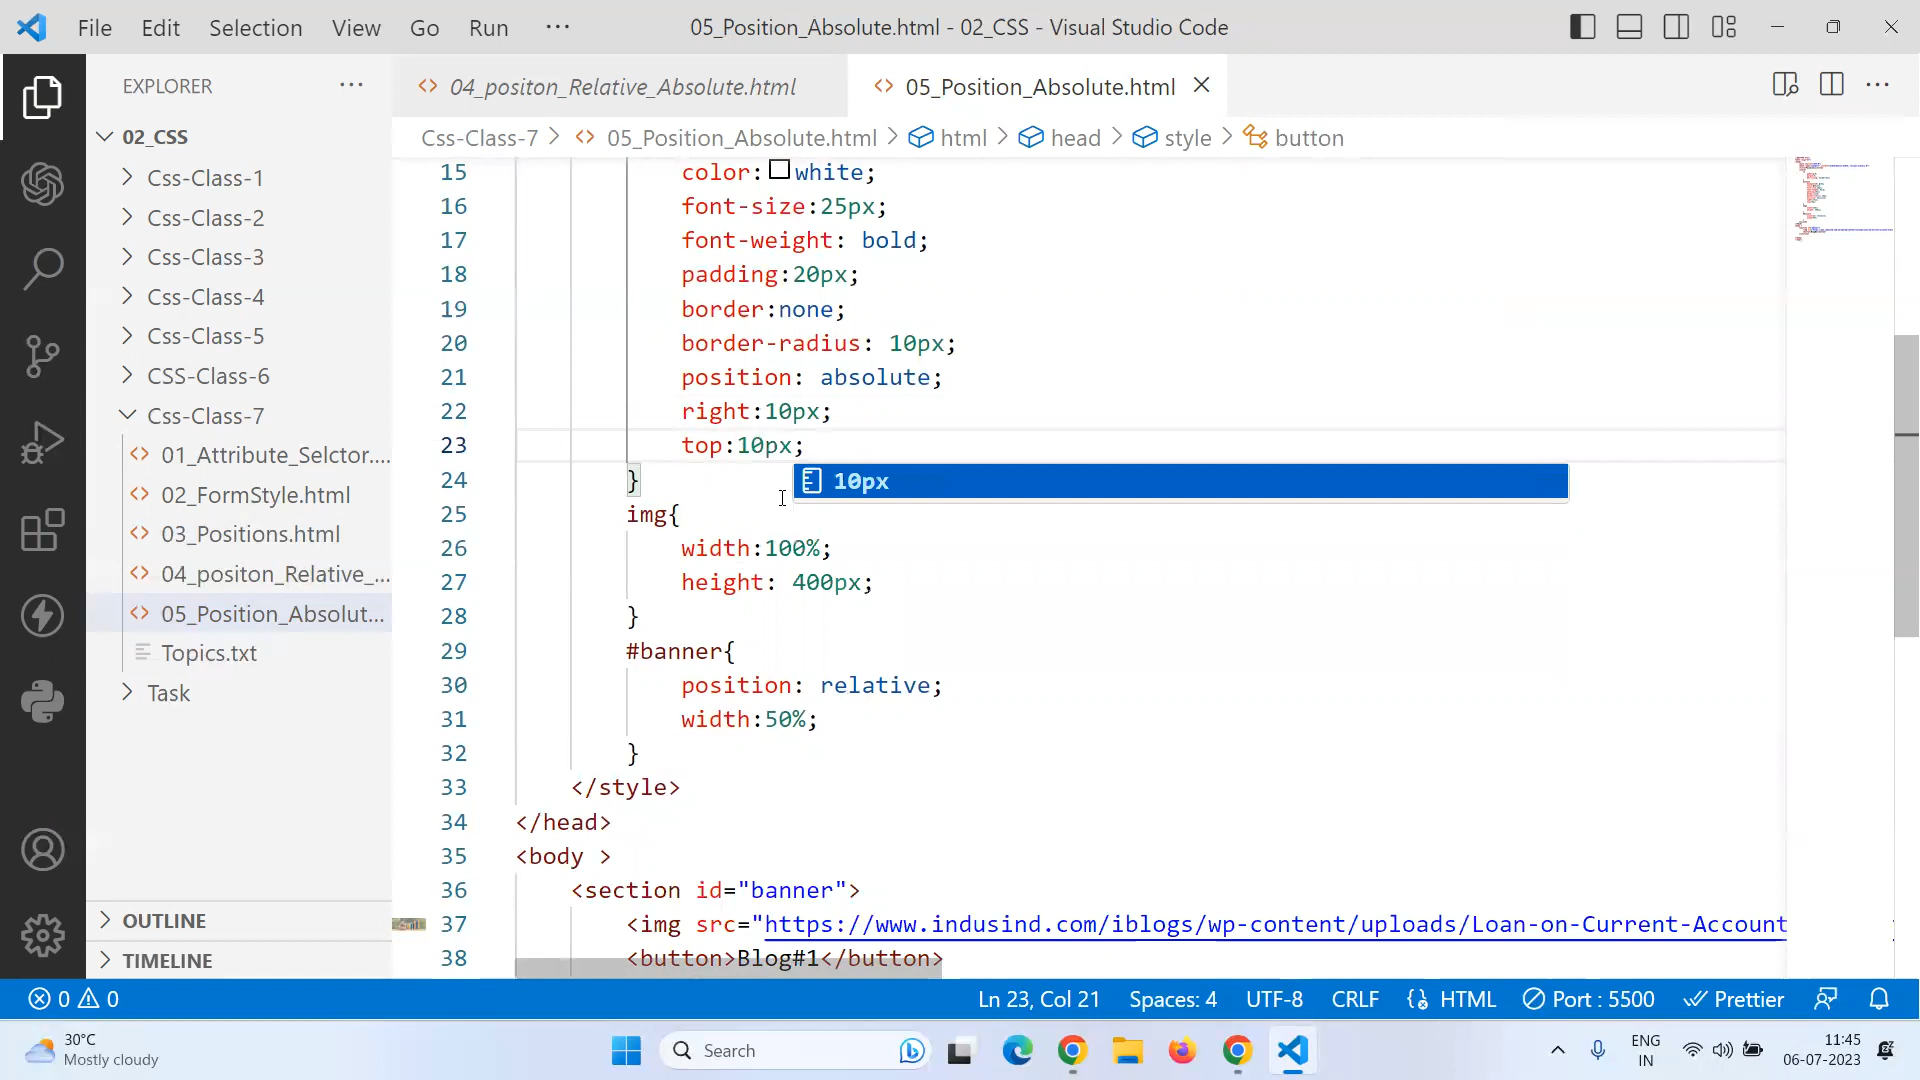 File Edit Selection View Go Run ··· 05_Position_Absolute.html - 02_CSS - Visual Studio Code
EXPLORER ···
04_positon_Relative_Absolute.html
05_Position_Absolute.html
Css-Class-7 > 05_Position_Absolute.html > html > head > style > button
02_CSS
Css-Class-1
Css-Class-2
Css-Class-3
Css-Class-4
Css-Class-5
CSS-Class-6
Css-Class-7
01_Attribute_Selctor....
02_FormStyle.html
03_Positions.html
04_positon_Relative_...
05_Position_Absolut...
Topics.txt
Task
OUTLINE
TIMELINE
15 color: white;
16 font-size:25px;
17 font-weight: bold;
18 padding:20px;
19 border:none;
20 border-radius: 10px;
21 position: absolute;
22 right:10px;
23 top:10px;
24 }
10px
25 img{
26 width:100%;
27 height: 400px;
28 }
29 #banner{
30 position: relative;
31 width:50%;
32 }
33 </style>
34 </head>
35 <body >
36 <section id="banner">
37 <img src="https://www.indusind.com/iblogs/wp-content/uploads/Loan-on-Current-Account
38 <button>Blog#1</button>
0 0 Ln 23, Col 21 Spaces: 4 UTF-8 CRLF HTML Port : 5500 Prettier
30°C
Mostly cloudy
Search
ENG
IN
11:45
06-07-2023